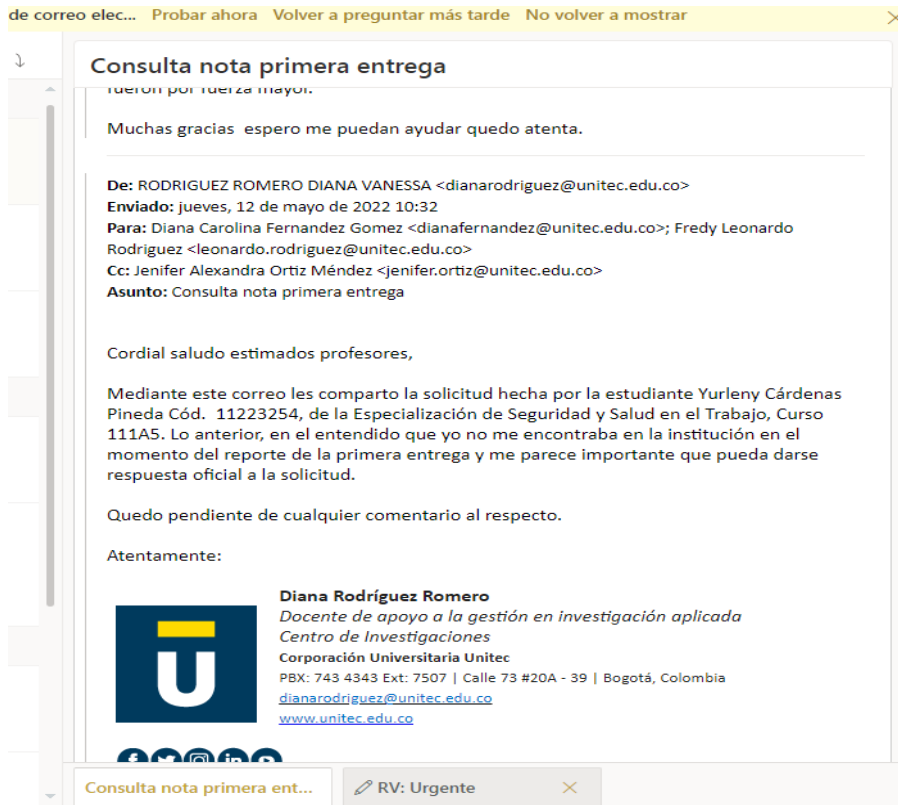 de correo elec... Probar ahora Volver a preguntar más tarde No volver a mostrar
Consulta nota primera entrega
fueron por fuerza mayor.
Muchas gracias  espero me puedan ayudar quedo atenta.
De: RODRIGUEZ ROMERO DIANA VANESSA <dianarodriguez@unitec.edu.co>
Enviado: jueves, 12 de mayo de 2022 10:32
Para: Diana Carolina Fernandez Gomez <dianafernandez@unitec.edu.co>; Fredy Leonardo
Rodriguez <leonardo.rodriguez@unitec.edu.co>
Cc: Jenifer Alexandra Ortiz Méndez <jenifer.ortiz@unitec.edu.co>
Asunto: Consulta nota primera entrega
Cordial saludo estimados profesores,
Mediante este correo les comparto la solicitud hecha por la estudiante Yurleny Cárdenas
Pineda Cód.  11223254, de la Especialización de Seguridad y Salud en el Trabajo, Curso
111A5. Lo anterior, en el entendido que yo no me encontraba en la institución en el
momento del reporte de la primera entrega y me parece importante que pueda darse
respuesta oficial a la solicitud.
Quedo pendiente de cualquier comentario al respecto.
Atentamente:
Diana Rodríguez Romero
Docente de apoyo a la gestión en investigación aplicada
Centro de Investigaciones
Corporación Universitaria Unitec
PBX: 743 4343 Ext: 7507 | Calle 73 #20A - 39 | Bogotá, Colombia
dianarodriguez@unitec.edu.co
www.unitec.edu.co
Consulta nota primera ent... RV: Urgente